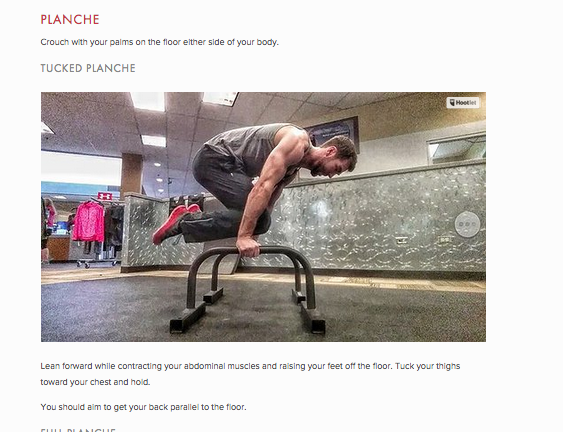 PLANCHE
Crouch with your palms on the floor either side of your body.
TUCKED PLANCHE
Hootlet
Lean forward while contracting your abdominal muscles and raising your feet off the floor. Tuck your thighs
toward your chest and hold.
You should aim to get your back parallel to the floor.
FULL PLANCHE